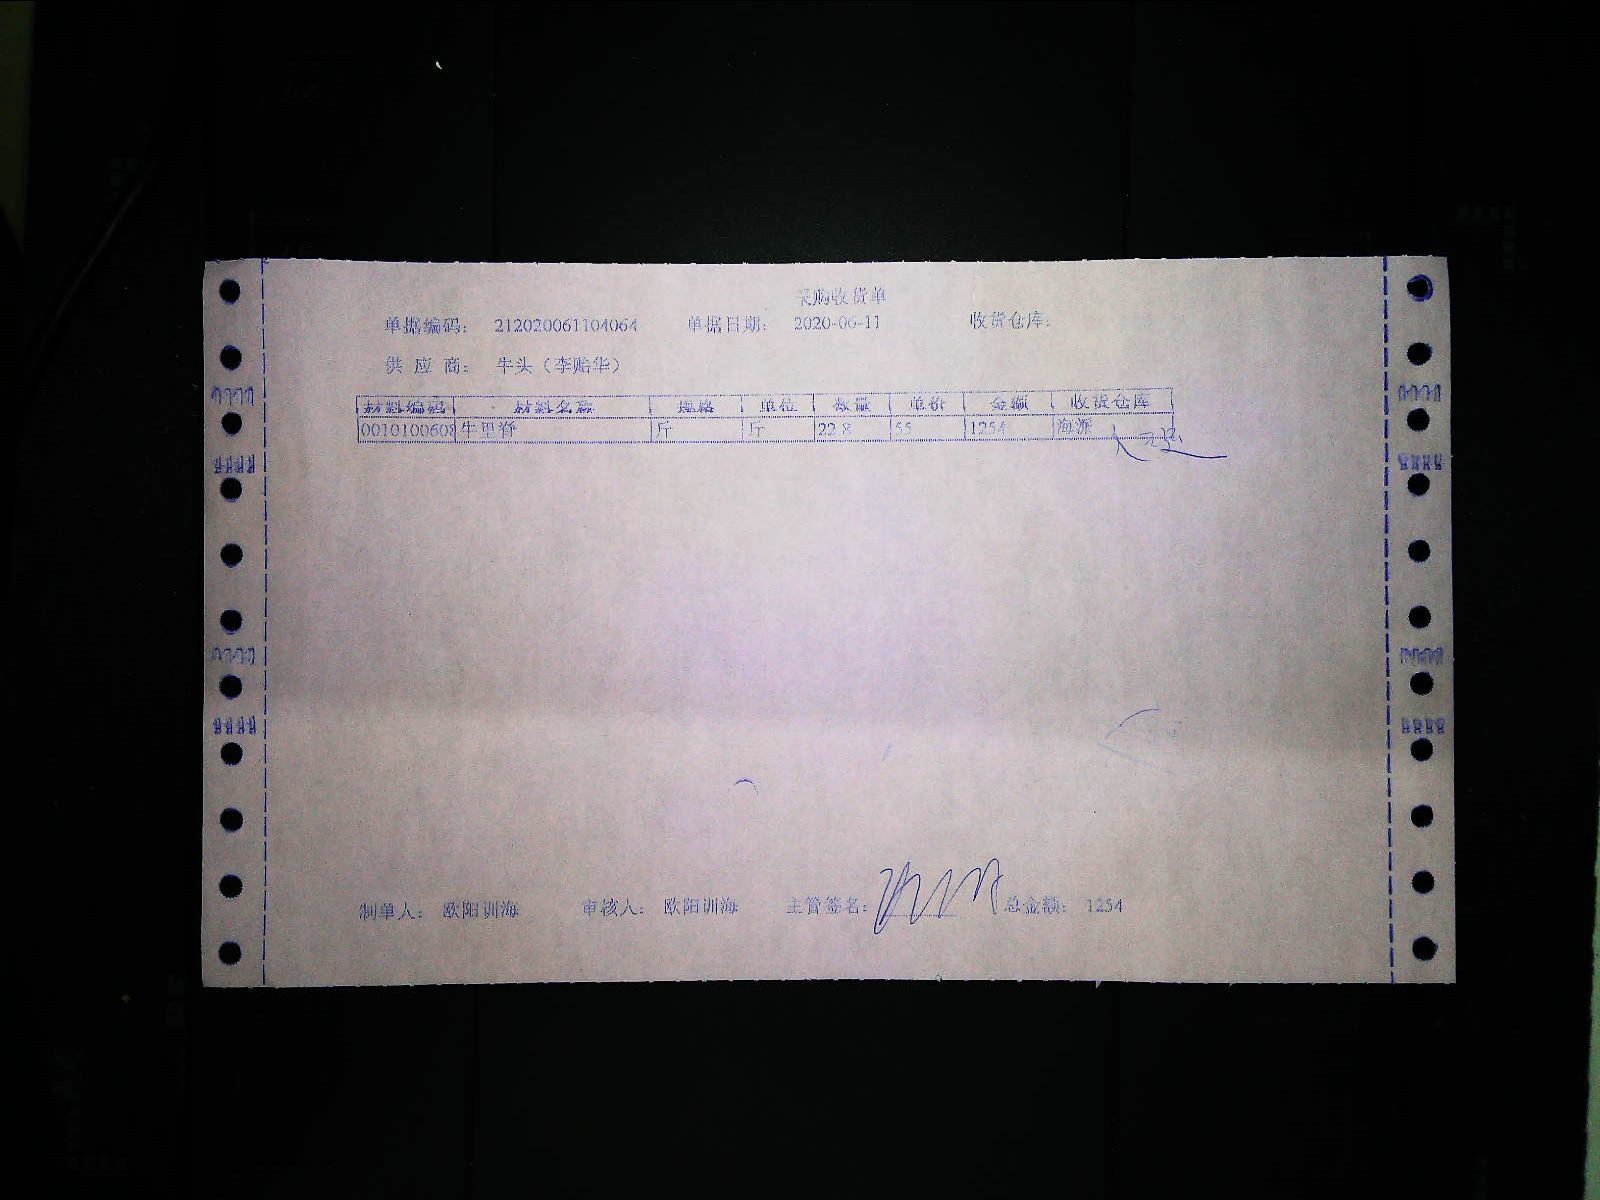 采购收货单
单据编码: 212020061104064 单据日期: 2020-06-11 收货仓库:
供应商: 牛头（李贻华）
材料编码 材料名称 规格 单位 数量 单价 金额 收货仓库
0010100608 牛里脊 斤 斤 22.8 55 1254 海派
制单人: 欧阳训海 审核人: 欧阳训海 主管签名: 总金额: 1254